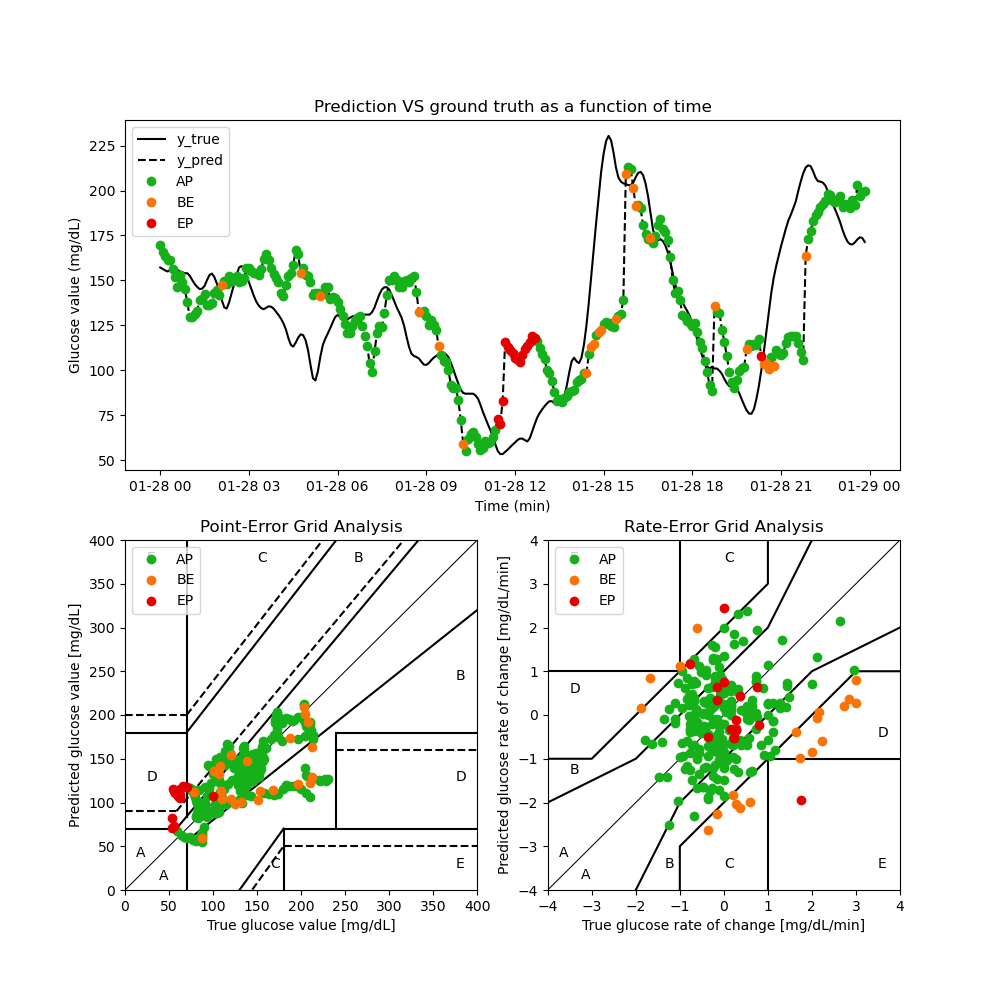 Prediction VS ground truth as a function of time
Glucose value (mg/dL)
225
200
175
150
125
100
75
50
y_true
y_pred
AP
BE
EP
01-28 00 01-28 03 01-28 06 01-28 09 01-28 12 01-28 15 01-28 18 01-28 21 01-29 00
Time (min)
Point-Error Grid Analysis
Predicted glucose value [mg/dL]
400
350
300
250
200
150
100
50
0
AP
BE
EP
C
B
B
D
D
A
A
C
E
0 50 100 150 200 250 300 350 400
True glucose value [mg/dL]
Rate-Error Grid Analysis
Predicted glucose rate of change [mg/dL/min]
4
3
2
1
0
−1
−2
−3
−4
AP
BE
EP
C
D
D
B
A
A
B
C
E
−4 −3 −2 −1 0 1 2 3 4
True glucose rate of change [mg/dL/min]